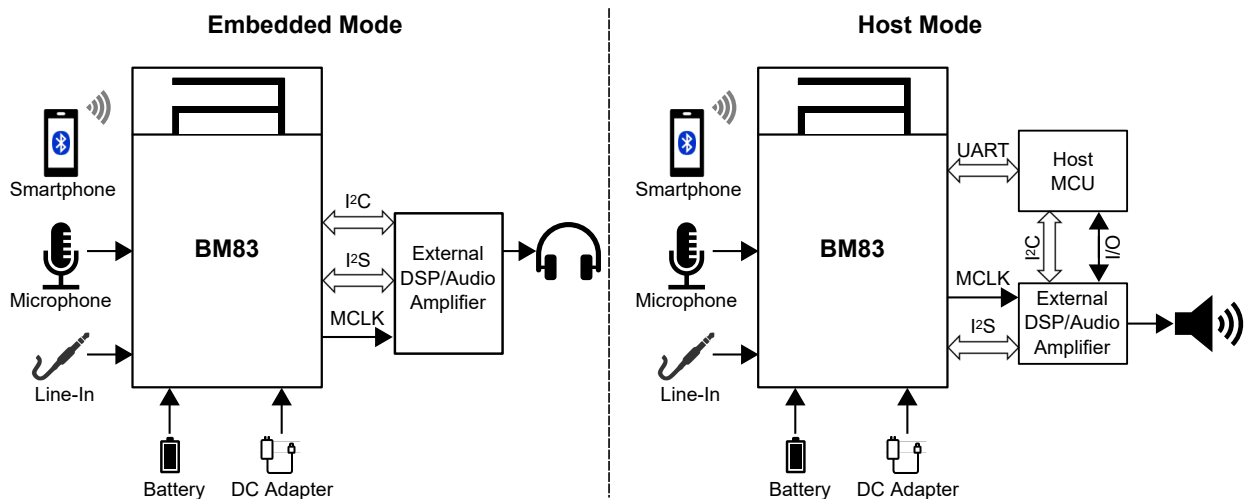 Embedded Mode
Smartphone
Microphone
Line-In
BM83
I²C
I²S
MCLK
External
DSP/Audio
Amplifier
Battery
DC Adapter
Host Mode
Smartphone
Microphone
Line-In
BM83
UART
Host
MCU
I²C
I/O
MCLK
I²S
External
DSP/Audio
Amplifier
Battery
DC Adapter